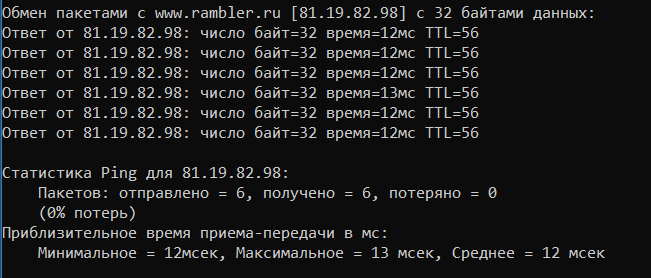 Обмен пакетами с www.rambler.ru [81.19.82.98] с 32 байтами данных:
Ответ от 81.19.82.98: число байт=32 время=12мс TTL=56
Ответ от 81.19.82.98: число байт=32 время=12мс TTL=56
Ответ от 81.19.82.98: число байт=32 время=12мс TTL=56
Ответ от 81.19.82.98: число байт=32 время=13мс TTL=56
Ответ от 81.19.82.98: число байт=32 время=12мс TTL=56
Ответ от 81.19.82.98: число байт=32 время=12мс TTL=56
Статистика Ping для 81.19.82.98:
Пакетов: отправлено = 6, получено = 6, потеряно = 0
(0% потерь)
Приблизительное время приема-передачи в мс:
Минимальное = 12мсек, Максимальное = 13 мсек, Среднее = 12 мсек